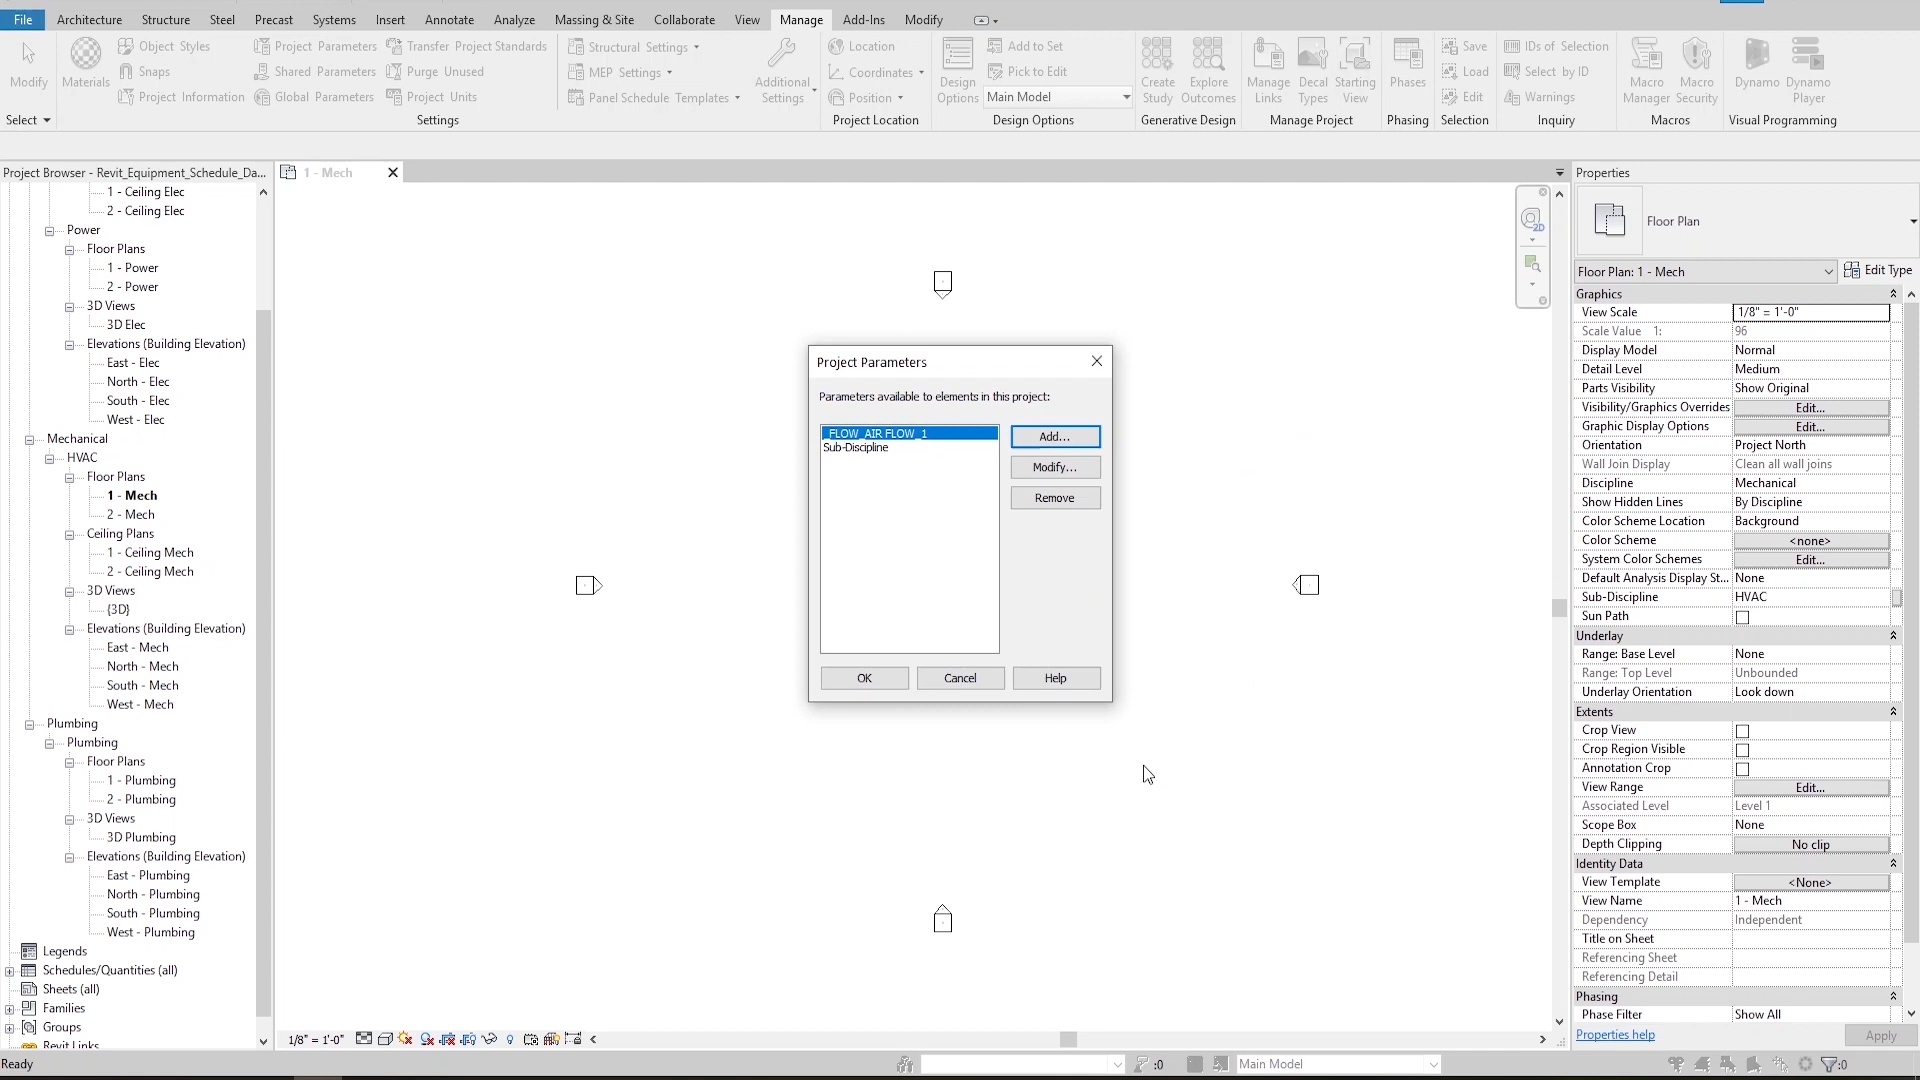 File Architecture Structure Steel Precast Systems Insert Annotate Analyze Massing & Site Collaborate View Manage Add-Ins Modify
Object Styles Project Parameters Transfer Project Standards Structural Settings Location Add to Set Save IDs of Selection
Snaps Shared Parameters Purge Unused MEP Settings Coordinates Pick to Edit Load Select by ID
Project Information Global Parameters Project Units Panel Schedule Templates Position Main Model Edit Warnings
Modify Materials Additional Settings Design Options Create Study Explore Outcomes Manage Links Decal Types Starting View Phases Macro Manager Macro Security Dynamo Dynamo Player
Select Settings Project Location Design Options Generative Design Manage Project Phasing Selection Inquiry Macros Visual Programming
Project Browser - Revit_Equipment_Schedule_Da...
1 - Ceiling Elec
2 - Ceiling Elec
Power
Floor Plans
1 - Power
2 - Power
3D Views
3D Elec
Elevations (Building Elevation)
East - Elec
North - Elec
South - Elec
West - Elec
Mechanical
HVAC
Floor Plans
1 - Mech
2 - Mech
Ceiling Plans
1 - Ceiling Mech
2 - Ceiling Mech
3D Views
{3D}
Elevations (Building Elevation)
East - Mech
North - Mech
South - Mech
West - Mech
Plumbing
Plumbing
Floor Plans
1 - Plumbing
2 - Plumbing
3D Views
3D Plumbing
Elevations (Building Elevation)
East - Plumbing
North - Plumbing
South - Plumbing
West - Plumbing
Legends
Schedules/Quantities (all)
Sheets (all)
Families
Groups
Revit Links
1 - Mech
2D
Project Parameters
Parameters available to elements in this project:
_FLOW_AIR FLOW_1
Sub-Discipline
Add...
Modify...
Remove
OK Cancel Help
1/8" = 1'-0"
Properties
Floor Plan
Floor Plan: 1 - Mech Edit Type
Graphics
View Scale 1/8" = 1'-0"
Scale Value 1: 96
Display Model Normal
Detail Level Medium
Parts Visibility Show Original
Visibility/Graphics Overrides Edit...
Graphic Display Options Edit...
Orientation Project North
Wall Join Display Clean all wall joins
Discipline Mechanical
Show Hidden Lines By Discipline
Color Scheme Location Background
Color Scheme <none>
System Color Schemes Edit...
Default Analysis Display St... None
Sub-Discipline HVAC
Sun Path
Underlay
Range: Base Level None
Range: Top Level Unbounded
Underlay Orientation Look down
Extents
Crop View
Crop Region Visible
Annotation Crop
View Range Edit...
Associated Level Level 1
Scope Box None
Depth Clipping No clip
Identity Data
View Template <None>
View Name 1 - Mech
Dependency Independent
Title on Sheet
Referencing Sheet
Referencing Detail
Phasing
Phase Filter Show All
Properties help Apply
Ready :0 Main Model :0